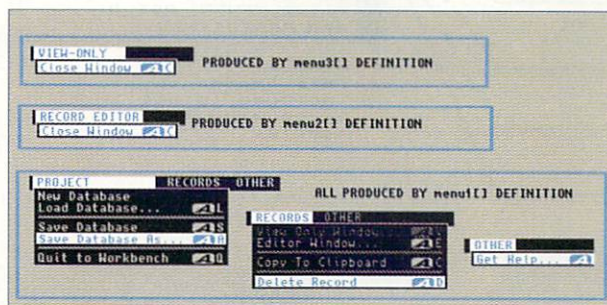 VIEW-ONLY
Close Window C
PRODUCED BY menu3[] DEFINITION
RECORD EDITOR
Close Window C
PRODUCED BY menu2[] DEFINITION
PROJECT RECORDS OTHER
New Database
Load Database... L
Save Database S
Save Database As... A
Quit to Workbench Q
ALL PRODUCED BY menu1[] DEFINITION
RECORDS OTHER
View Only Window...
Editor Window... E
Copy To Clipboard C
Delete Record D
OTHER
Get Help...